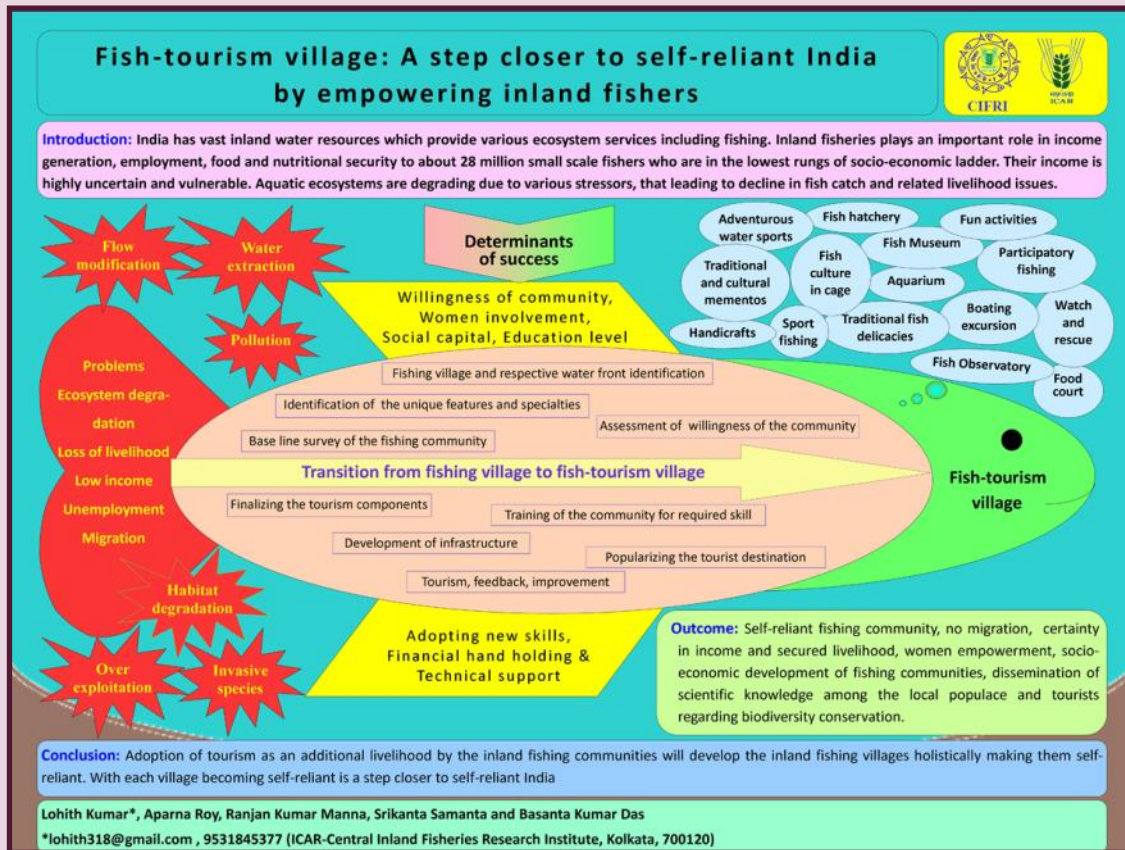 Fish-tourism village: A step closer to self-reliant India
by empowering inland fishers
CIFRI
ICAR
Introduction: India has vast inland water resources which provide various ecosystem services including fishing. Inland fisheries plays an important role in income
generation, employment, food and nutritional security to about 28 million small scale fishers who are in the lowest rungs of socio-economic ladder. Their income is
highly uncertain and vulnerable. Aquatic ecosystems are degrading due to various stressors, that leading to decline in fish catch and related livelihood issues.
Flow
modification
Water
extraction
Pollution
Problems
Ecosystem degra-
dation
Loss of livelihood
Low income
Unemployment
Migration
Habitat
degradation
Over
exploitation
Invasive
species
Determinants
of success
Willingness of community,
Women involvement,
Social capital, Education level
Fishing village and respective water front identification
Identification of the unique features and specialties
Assessment of willingness of the community
Base line survey of the fishing community
Transition from fishing village to fish-tourism village
Finalizing the tourism components
Training of the community for required skill
Development of infrastructure
Popularizing the tourist destination
Tourism, feedback, improvement
Adopting new skills,
Financial hand holding &
Technical support
Adventurous
water sports
Fish hatchery
Fun activities
Fish Museum
Participatory
fishing
Traditional
and cultural
mementos
Fish
culture
in cage
Aquarium
Boating
excursion
Watch
and
rescue
Handicrafts
Sport
fishing
Traditional fish
delicacies
Fish Observatory
Food
court
Fish-tourism
village
Outcome: Self-reliant fishing community, no migration, certainty
in income and secured livelihood, women empowerment, socio-
economic development of fishing communities, dissemination of
scientific knowledge among the local populace and tourists
regarding biodiversity conservation.
Conclusion: Adoption of tourism as an additional livelihood by the inland fishing communities will develop the inland fishing villages holistically making them self-
reliant. With each village becoming self-reliant is a step closer to self-reliant India
Lohith Kumar*, Aparna Roy, Ranjan Kumar Manna, Srikanta Samanta and Basanta Kumar Das
*lohith318@gmail.com , 9531845377 (ICAR-Central Inland Fisheries Research Institute, Kolkata, 700120)